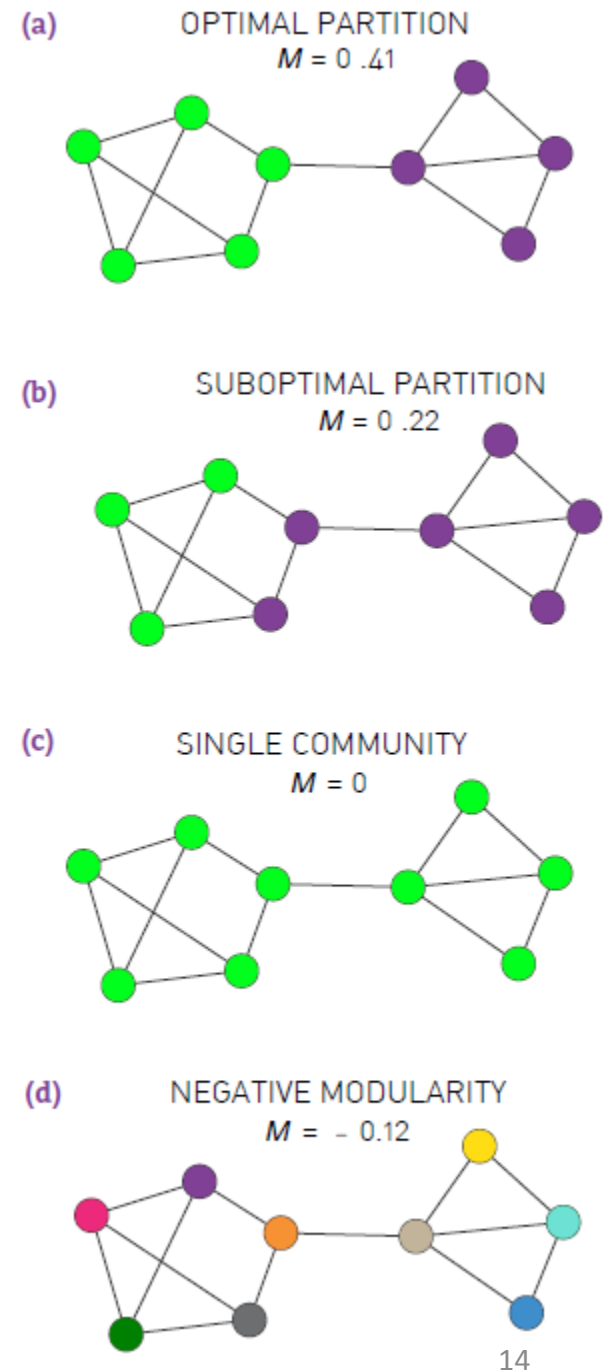 (a)
OPTIMAL PARTITION
M = 0 .41
(b)
SUBOPTIMAL PARTITION
M = 0 .22
(c)
SINGLE COMMUNITY
M = 0
(d)
NEGATIVE MODULARITY
M = - 0.12
14